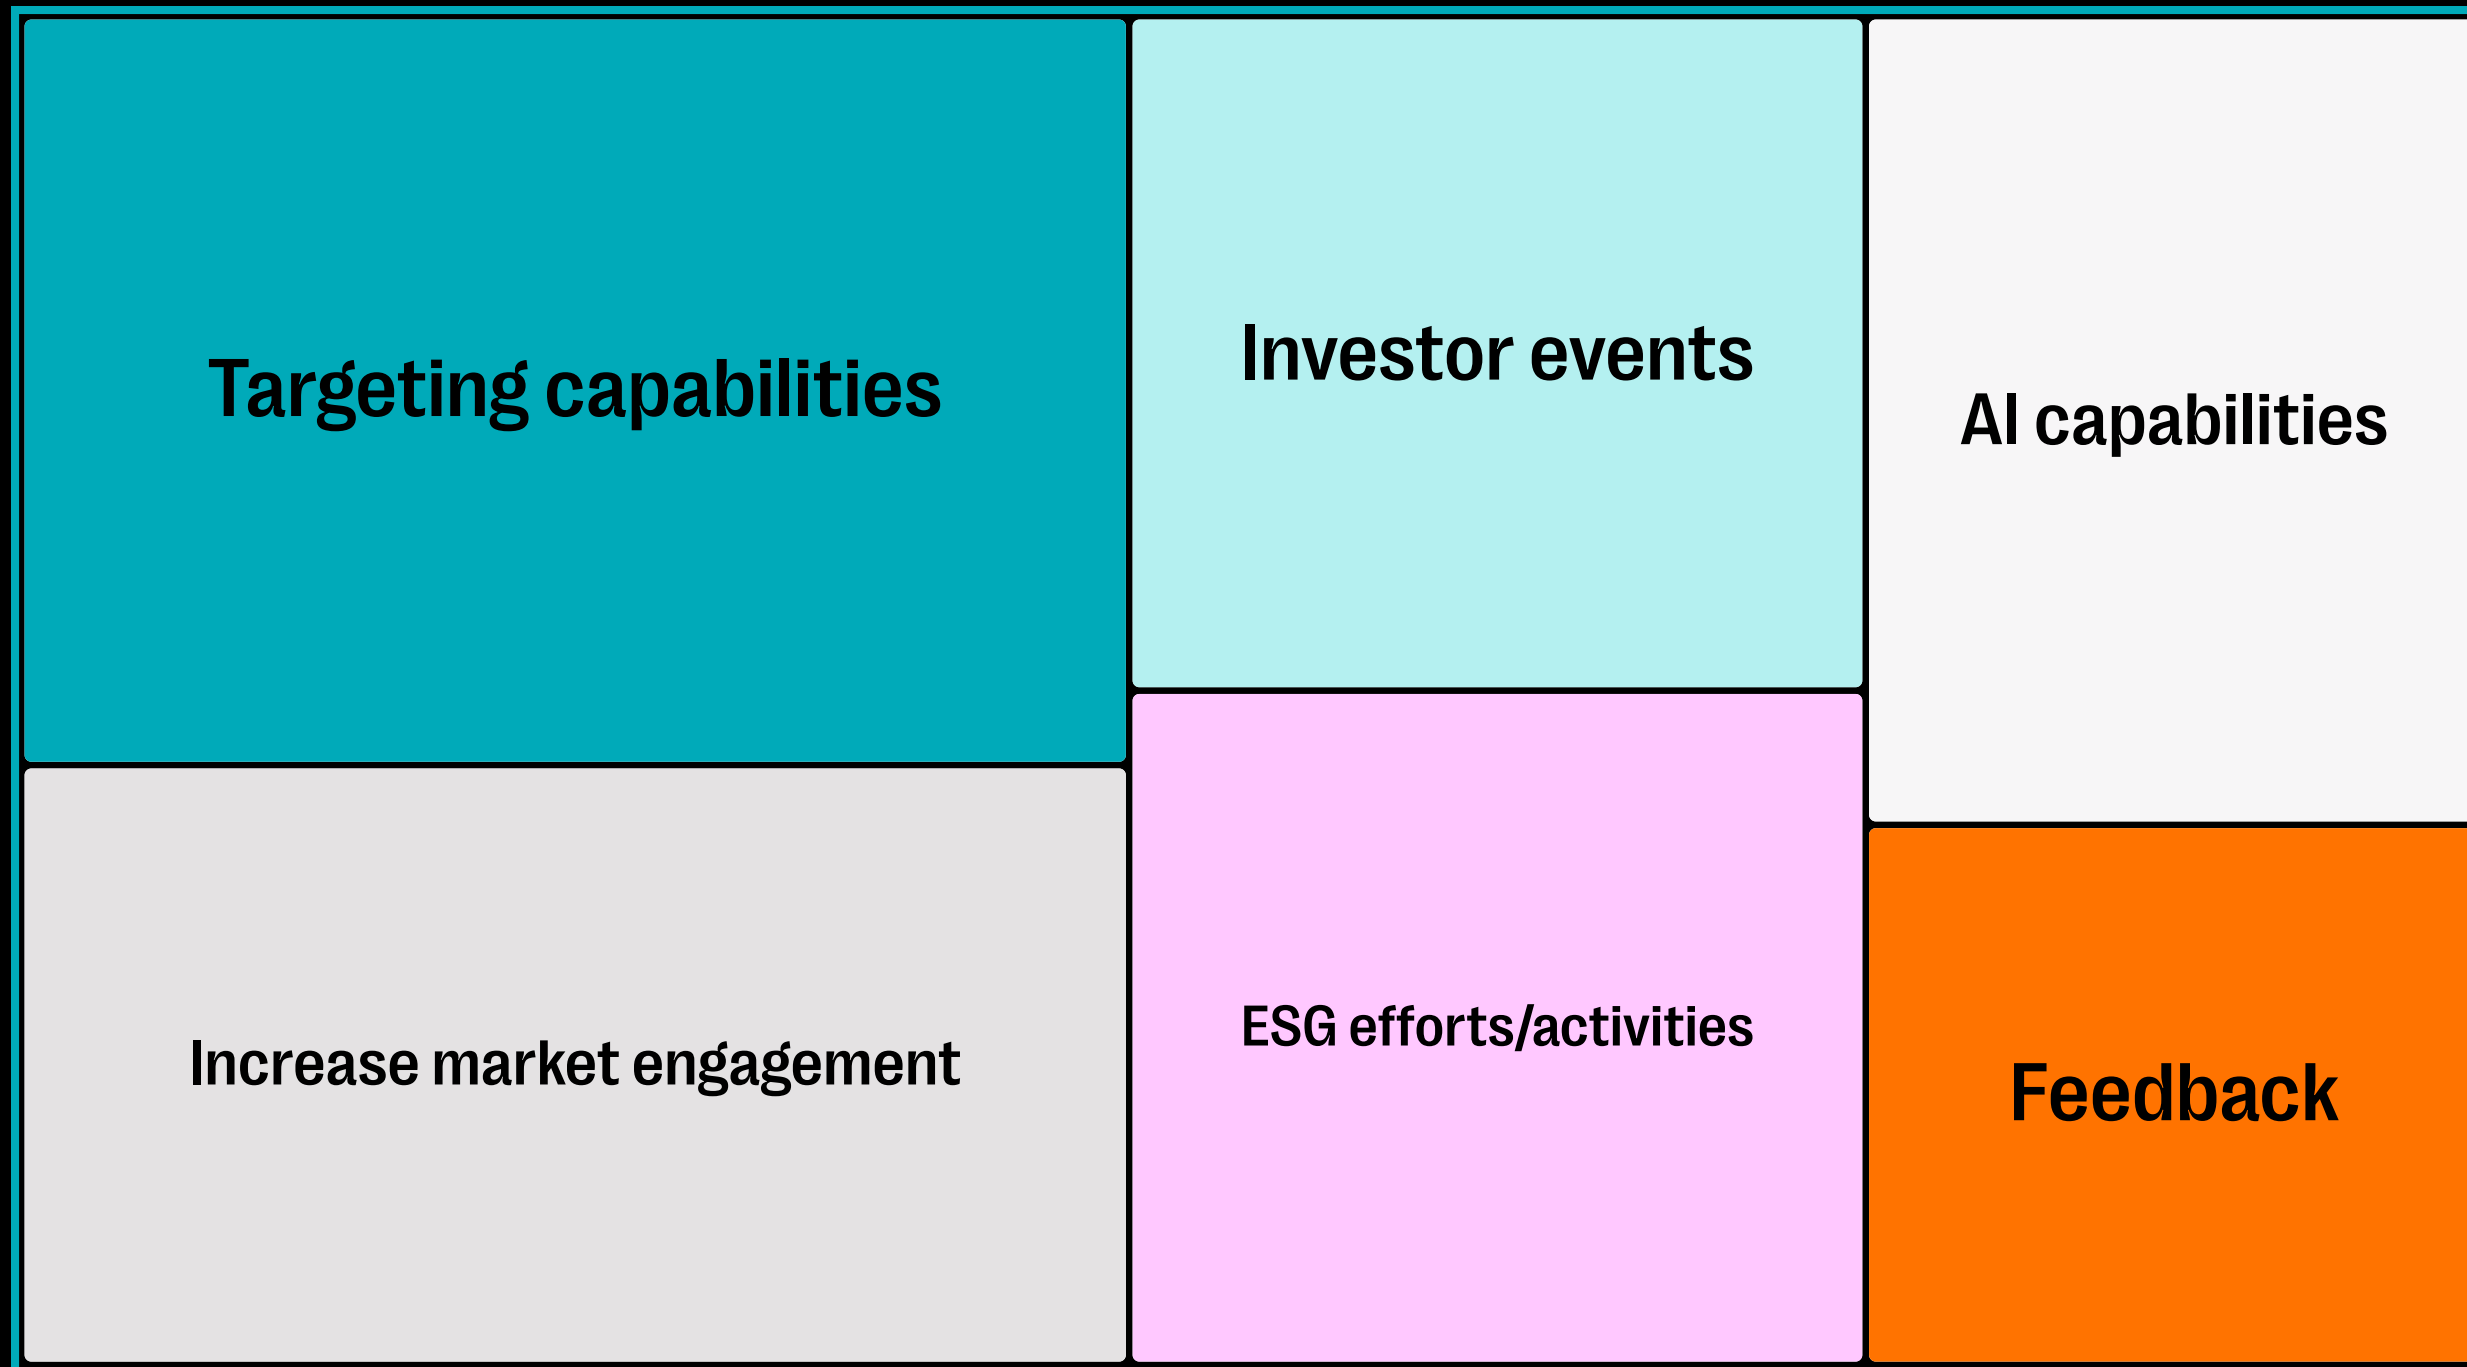 Targeting capabilities
Investor events
AI capabilities
Increase market engagement
ESG efforts/activities
Feedback